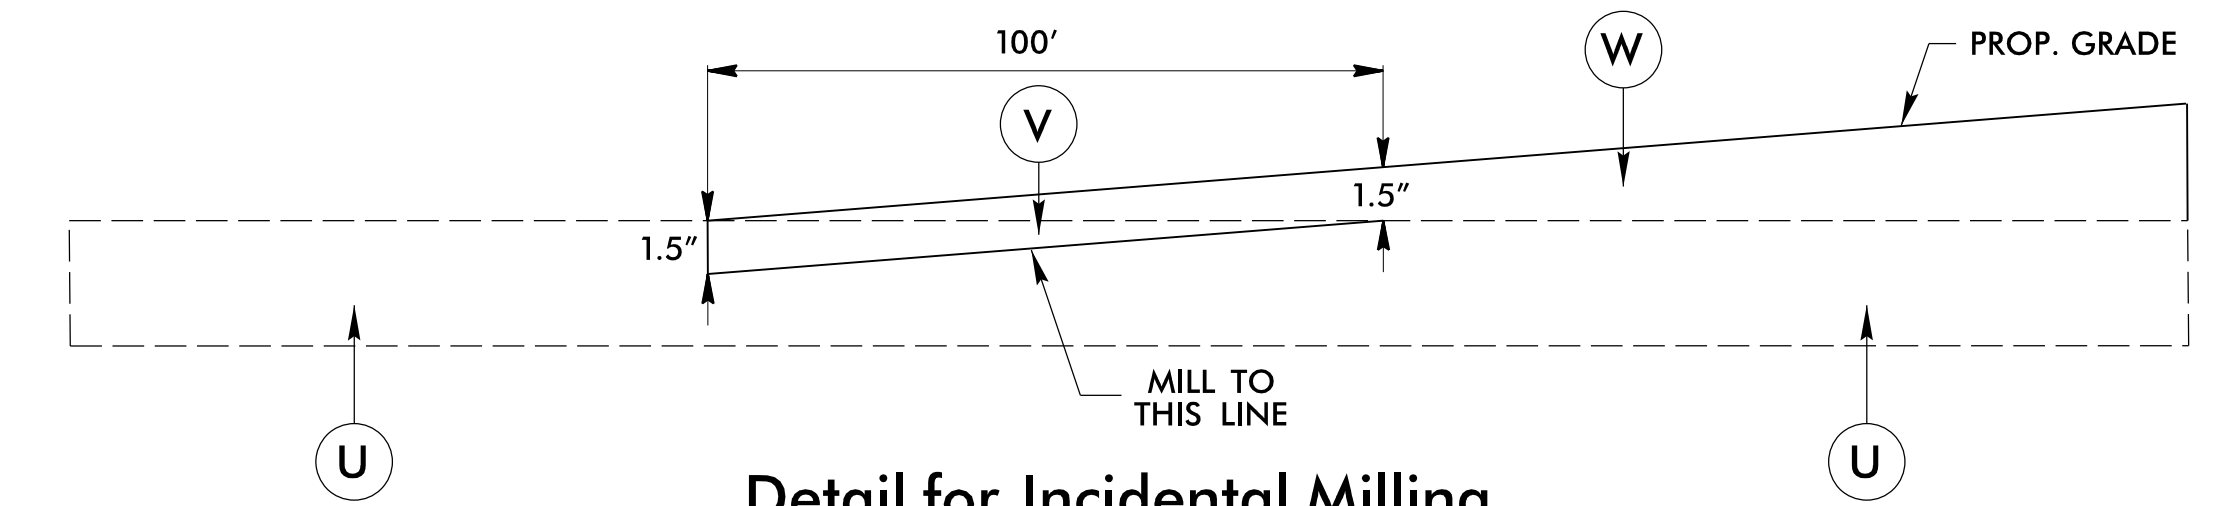 100’
W
PROP. GRADE
V
1.5”
1.5”
MILL TO
THIS LINE
U
U
Detail for Incidental Milling